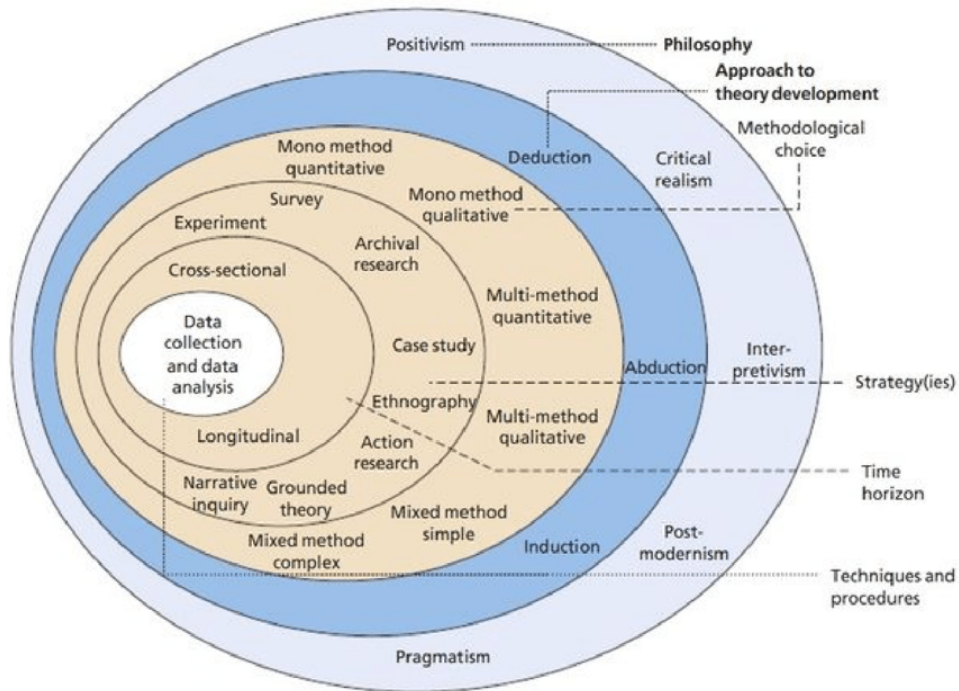 Positivism
Philosophy
Approach to
theory development
Methodological
choice
Deduction
Critical
realism
Mono method
quantitative
Mono method
qualitative
Survey
Experiment
Archival
research
Cross-sectional
Multi-method
quantitative
Data
collection
and data
analysis
Case study
Abduction
Inter-
pretivism
Strategy(ies)
Ethnography
Multi-method
qualitative
Longitudinal
Action
research
Time
horizon
Narrative
inquiry
Grounded
theory
Mixed method
simple
Mixed method
complex
Induction
Post-
modernism
Techniques and
procedures
Pragmatism